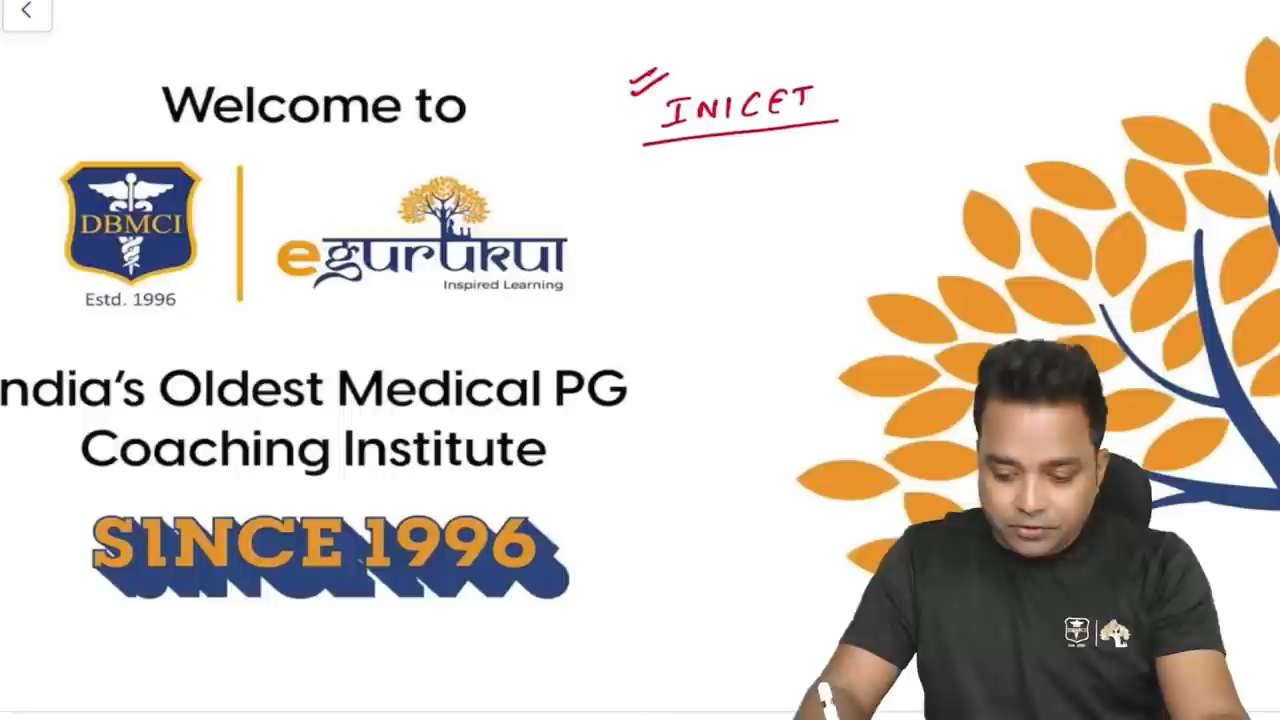 Welcome to
INICET
DBMCI
Estd. 1996
egurukul
Inspired Learning
ndia's Oldest Medical PG
Coaching Institute
SINCE 1996